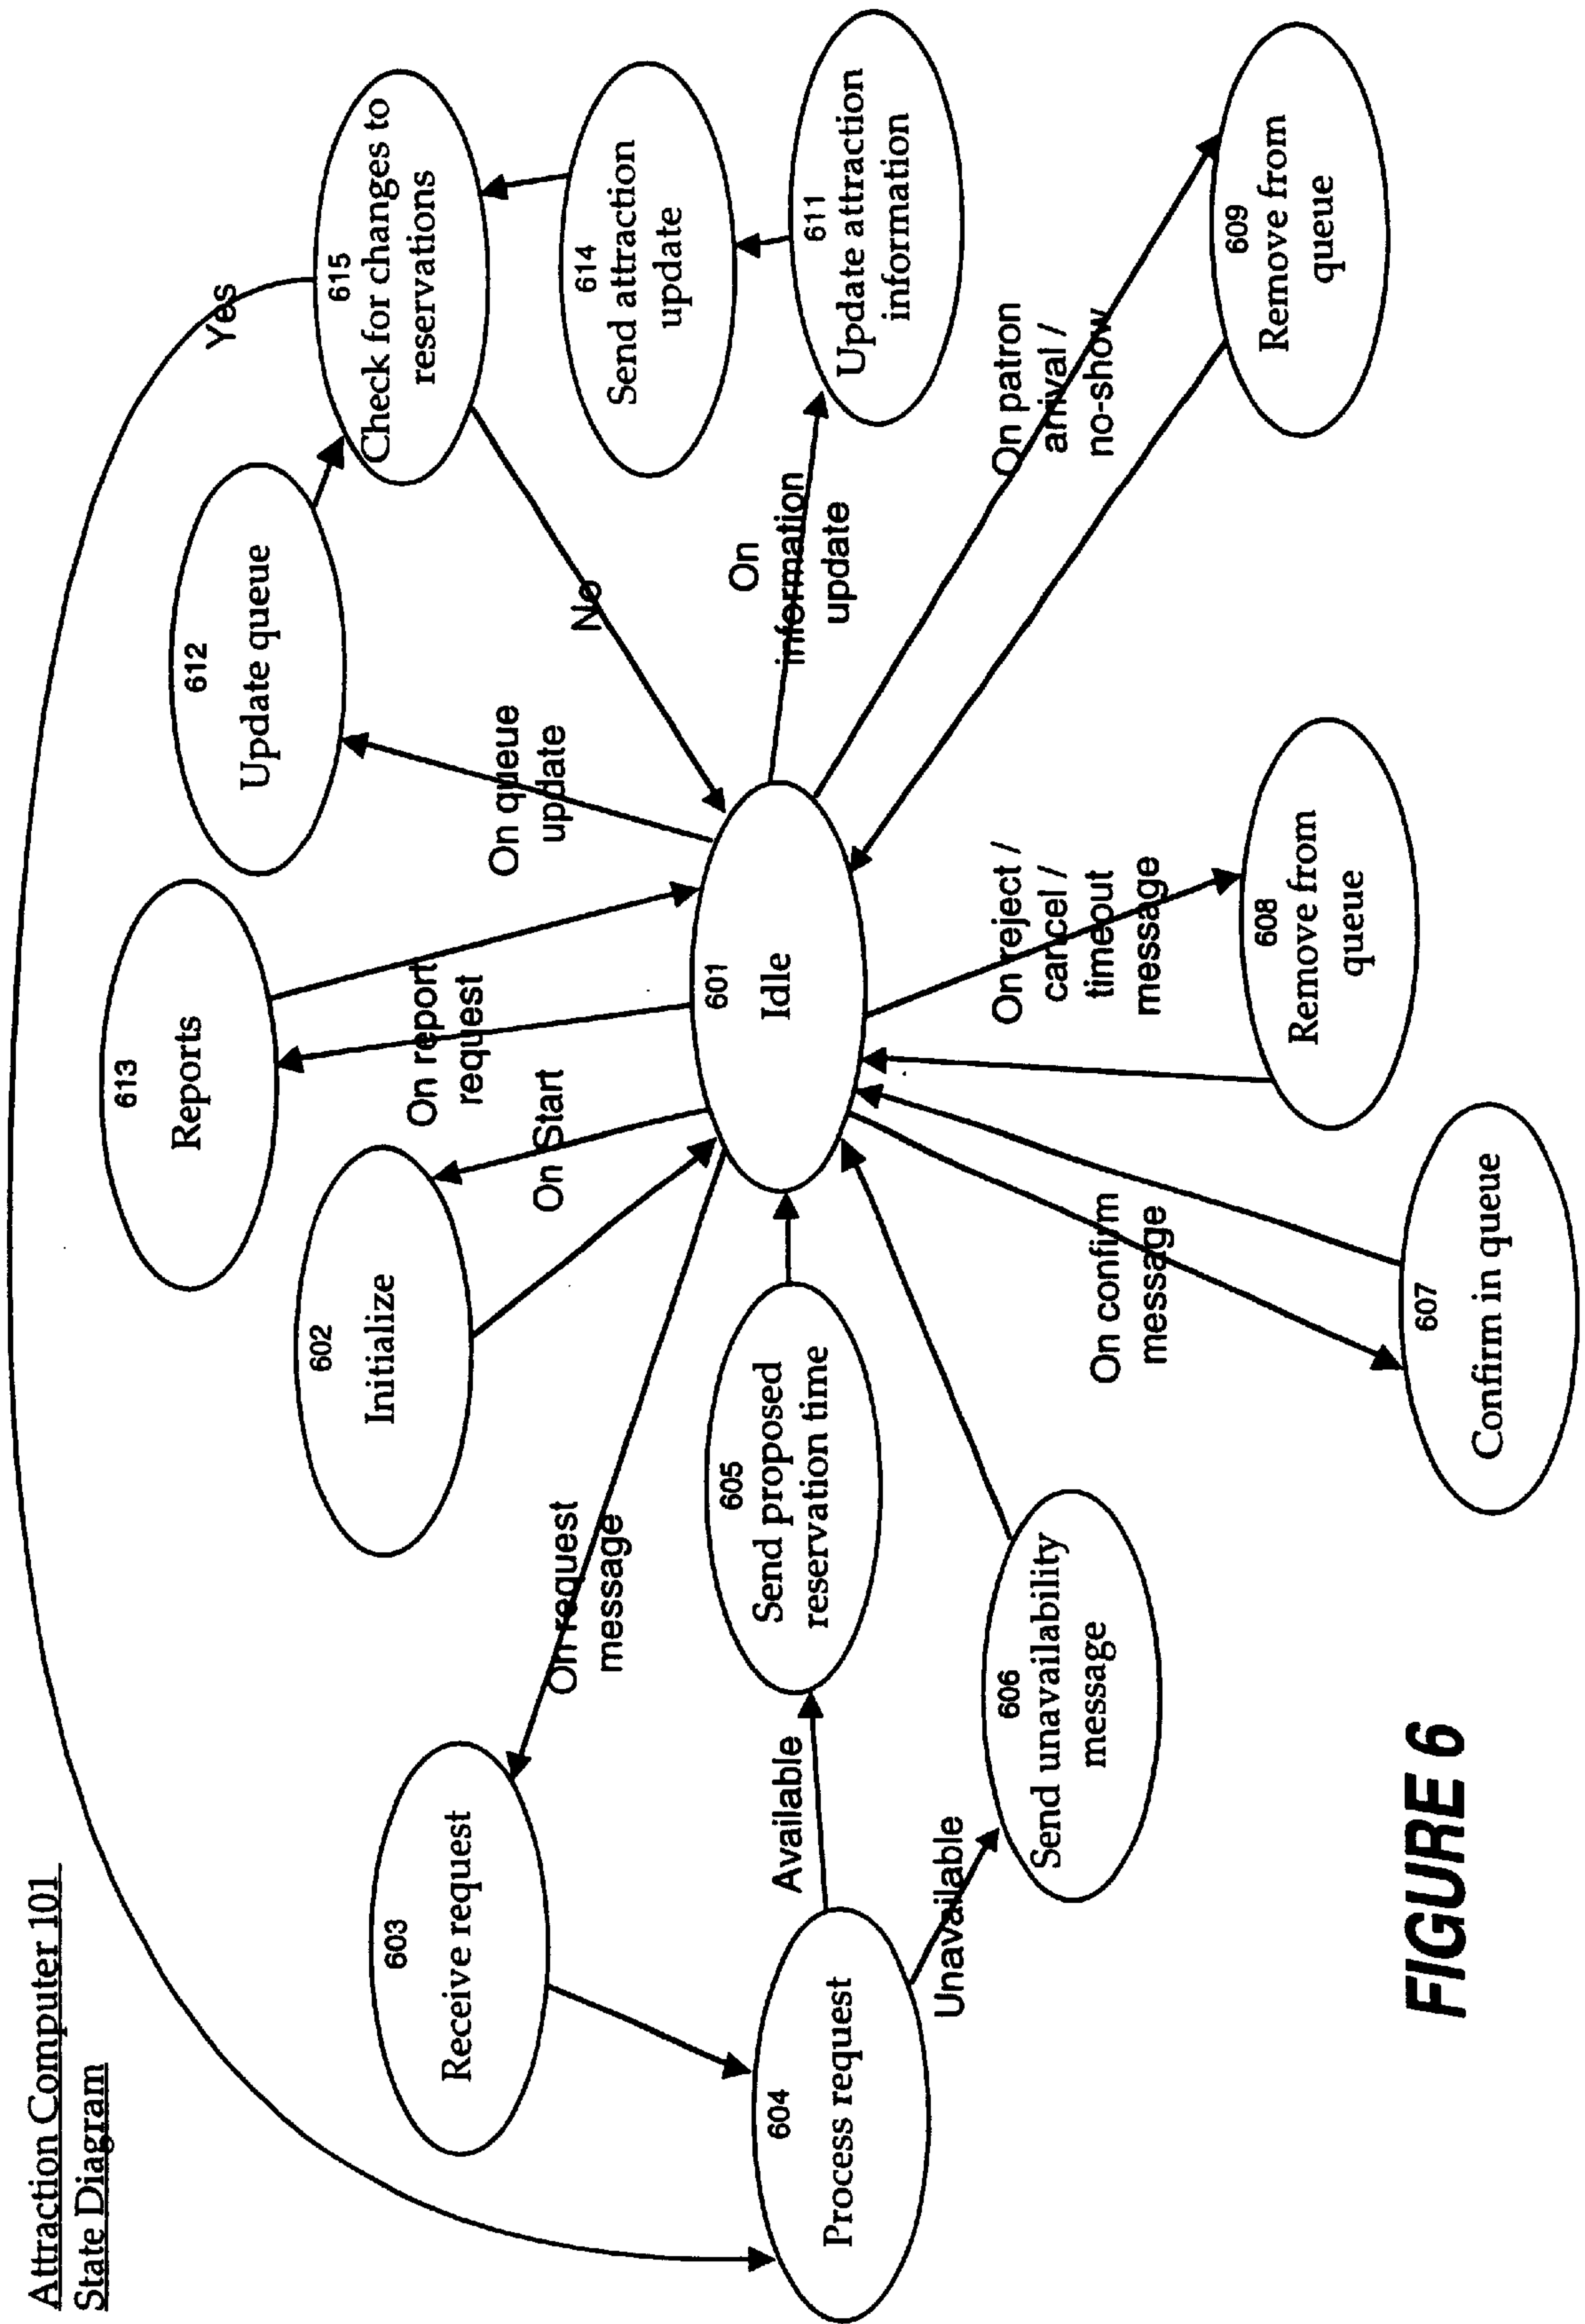 Attraction Computer 101
State Diagram
Yes
613
Reports
612
Update queue
615
Check for changes to
reservations
602
Initialize
On report
request
On queue
update
No
603
Receive request
On request
message
On Start
614
Send attraction
update
604
Process request
Available
605
Send proposed
reservation time
601
Idle
On
information
update
611
Update attraction
information
Unavailable
606
Send unavailability
message
On confirm
message
On reject /
cancel /
timeout
message
On patron
arrival /
no-show
607
Confirm in queue
608
Remove from
queue
609
Remove from
queue
FIGURE 6